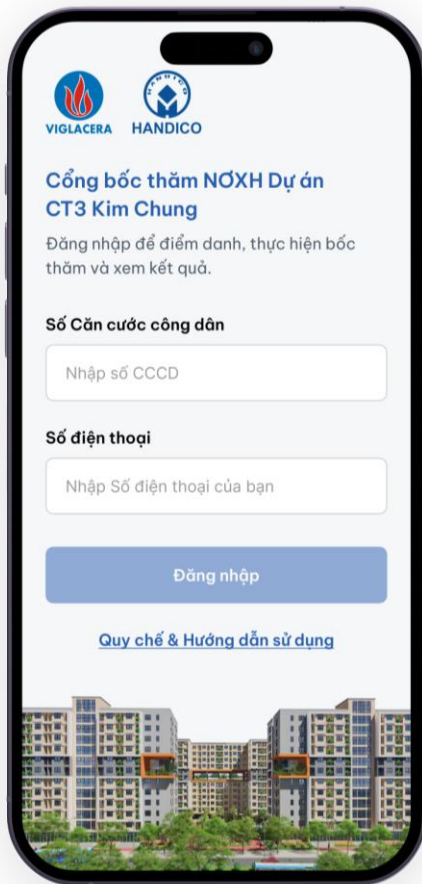 VIGLACERA
HANDICO
HANDICO
Cổng bốc thăm NƠXH Dự án
CT3 Kim Chung
Đăng nhập để điểm danh, thực hiện bốc
thăm và xem kết quả.
Số Căn cước công dân
Nhập số CCCD
Số điện thoại
Nhập Số điện thoại của bạn
Đăng nhập
Quy chế & Hướng dẫn sử dụng